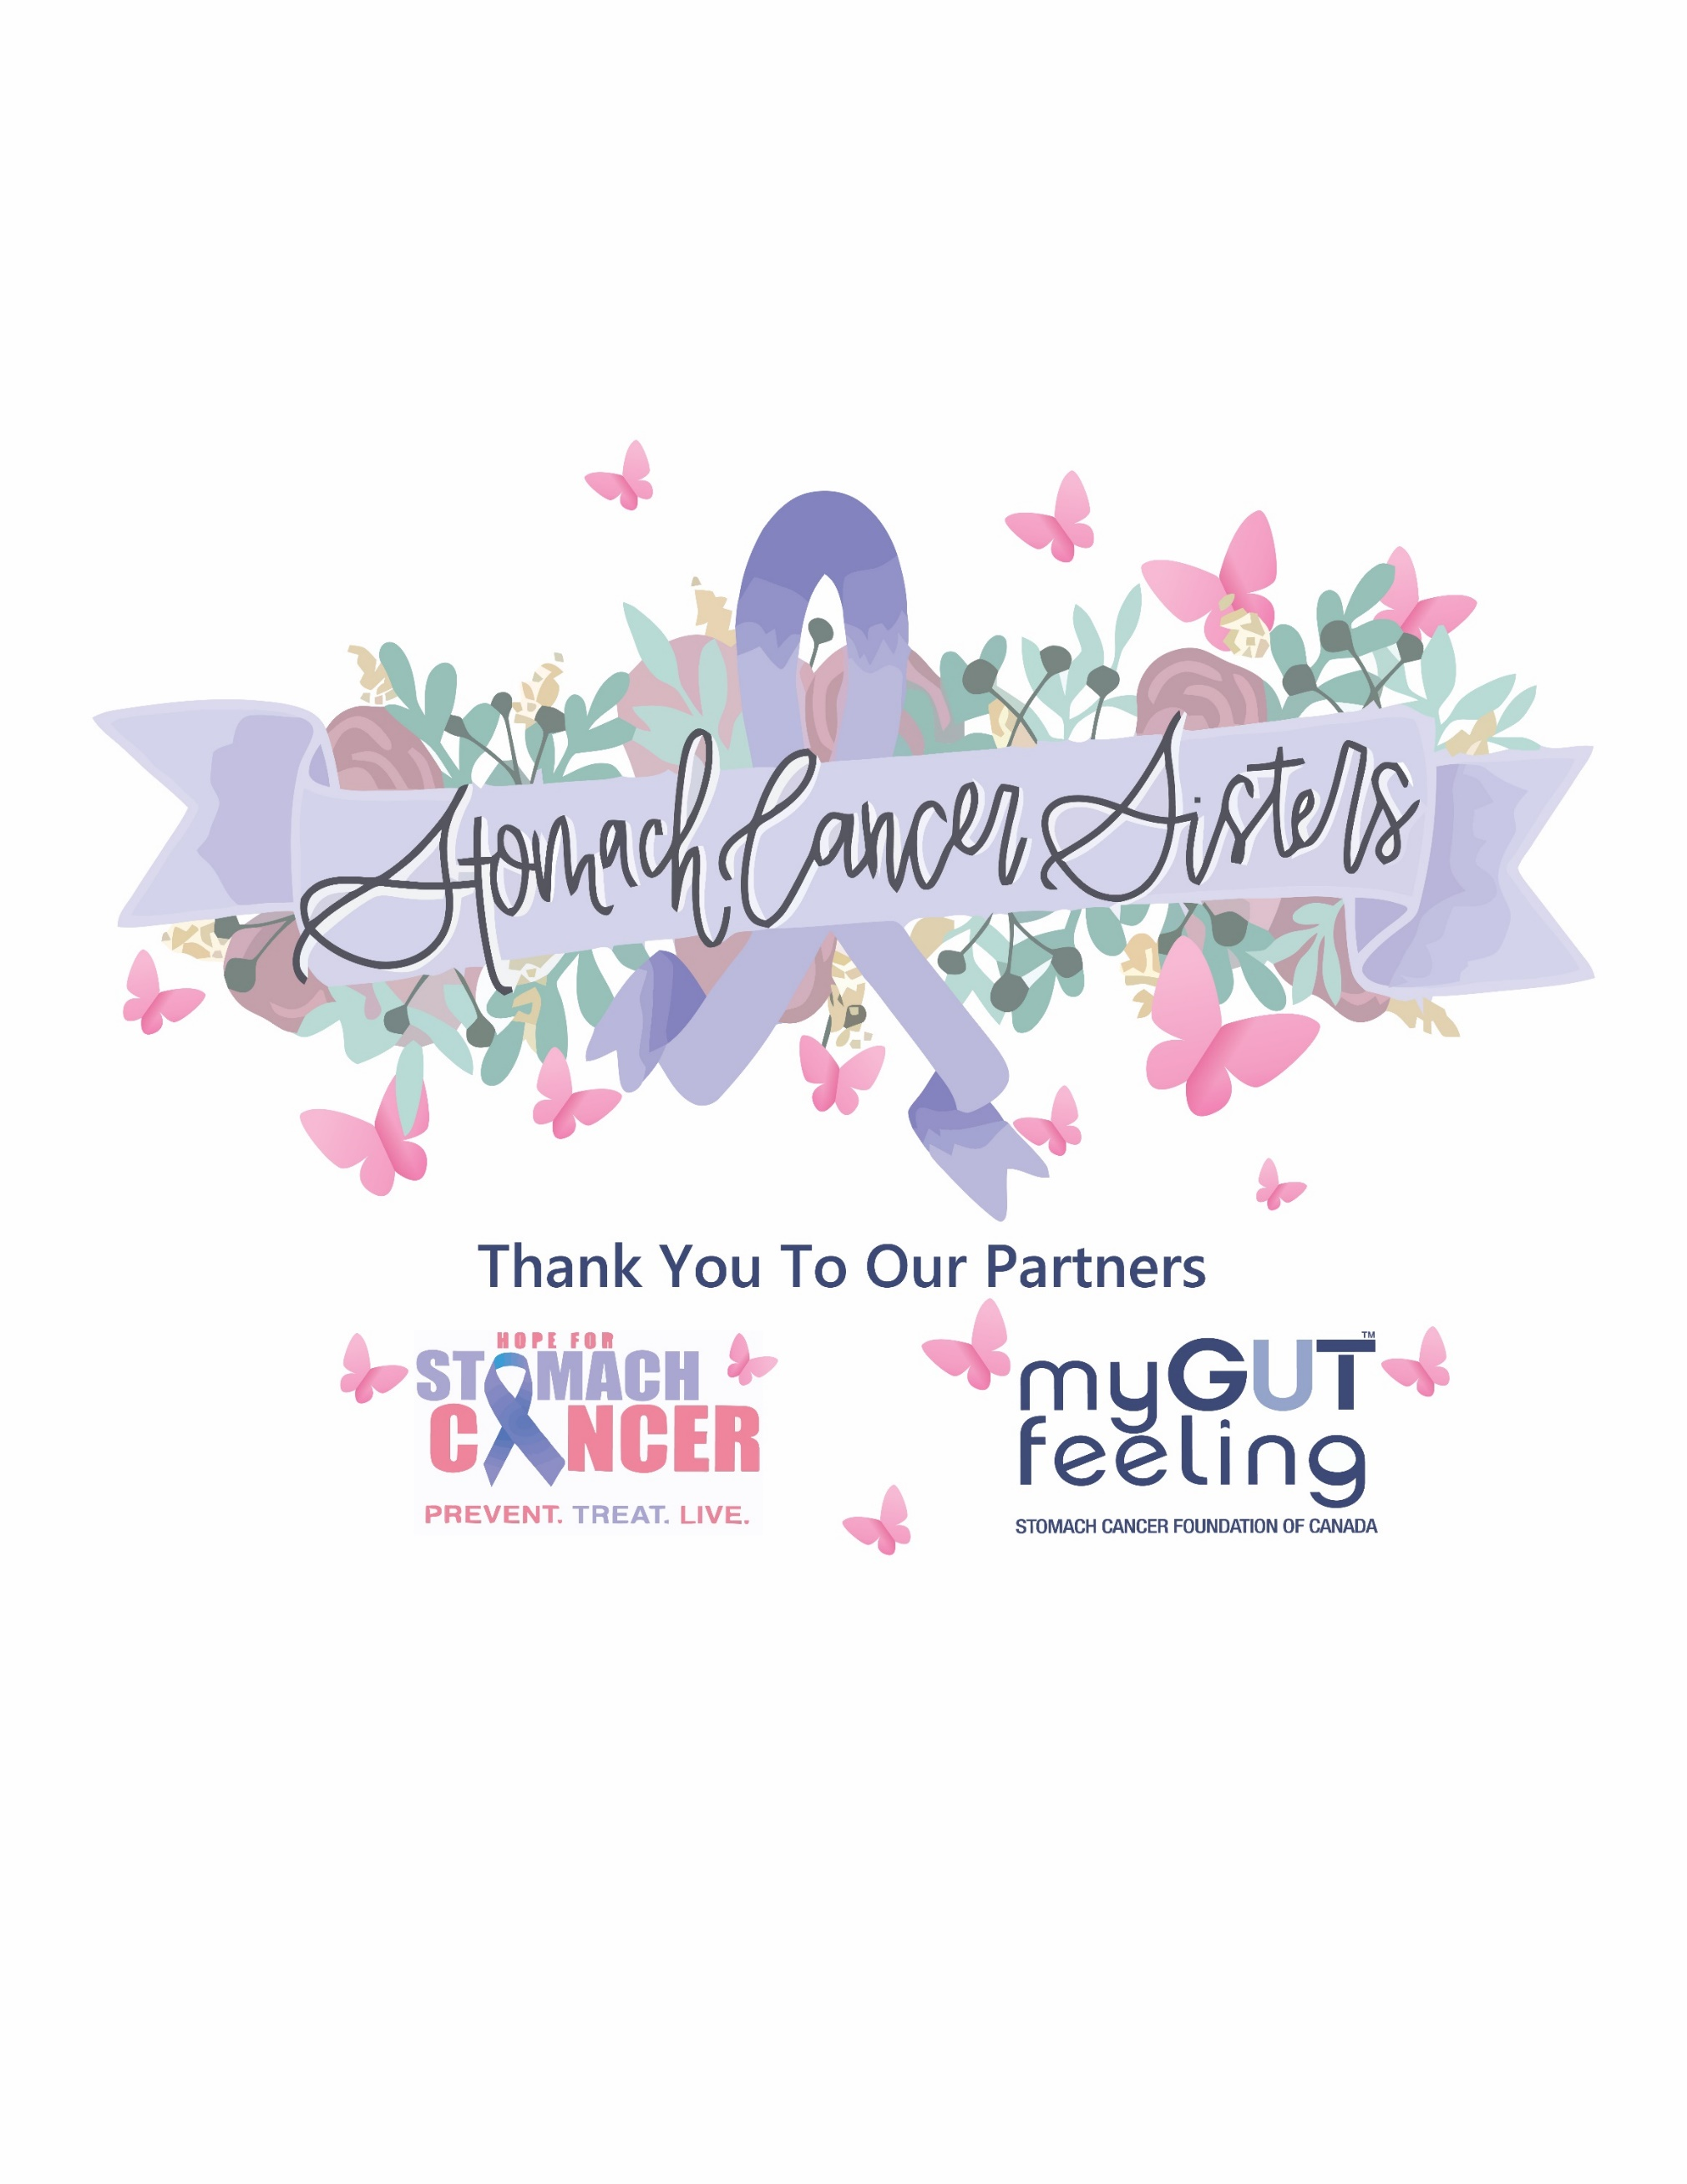 Stomach Cancer Sisters
Thank You To Our Partners
HOPE FOR
STOMACH
CANCER
PREVENT. TREAT. LIVE.
myGUT™
feeling
STOMACH CANCER FOUNDATION OF CANADA